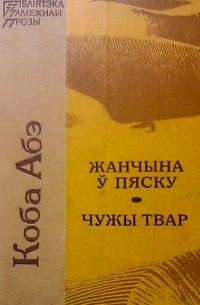 БІБЛІЯТЭКА
ЗАМЕЖНАЙ
ПРОЗЫ
Коба Абэ
ЖАНЧЫНА
Ў ПЯСКУ
•
ЧУЖЫ ТВАР